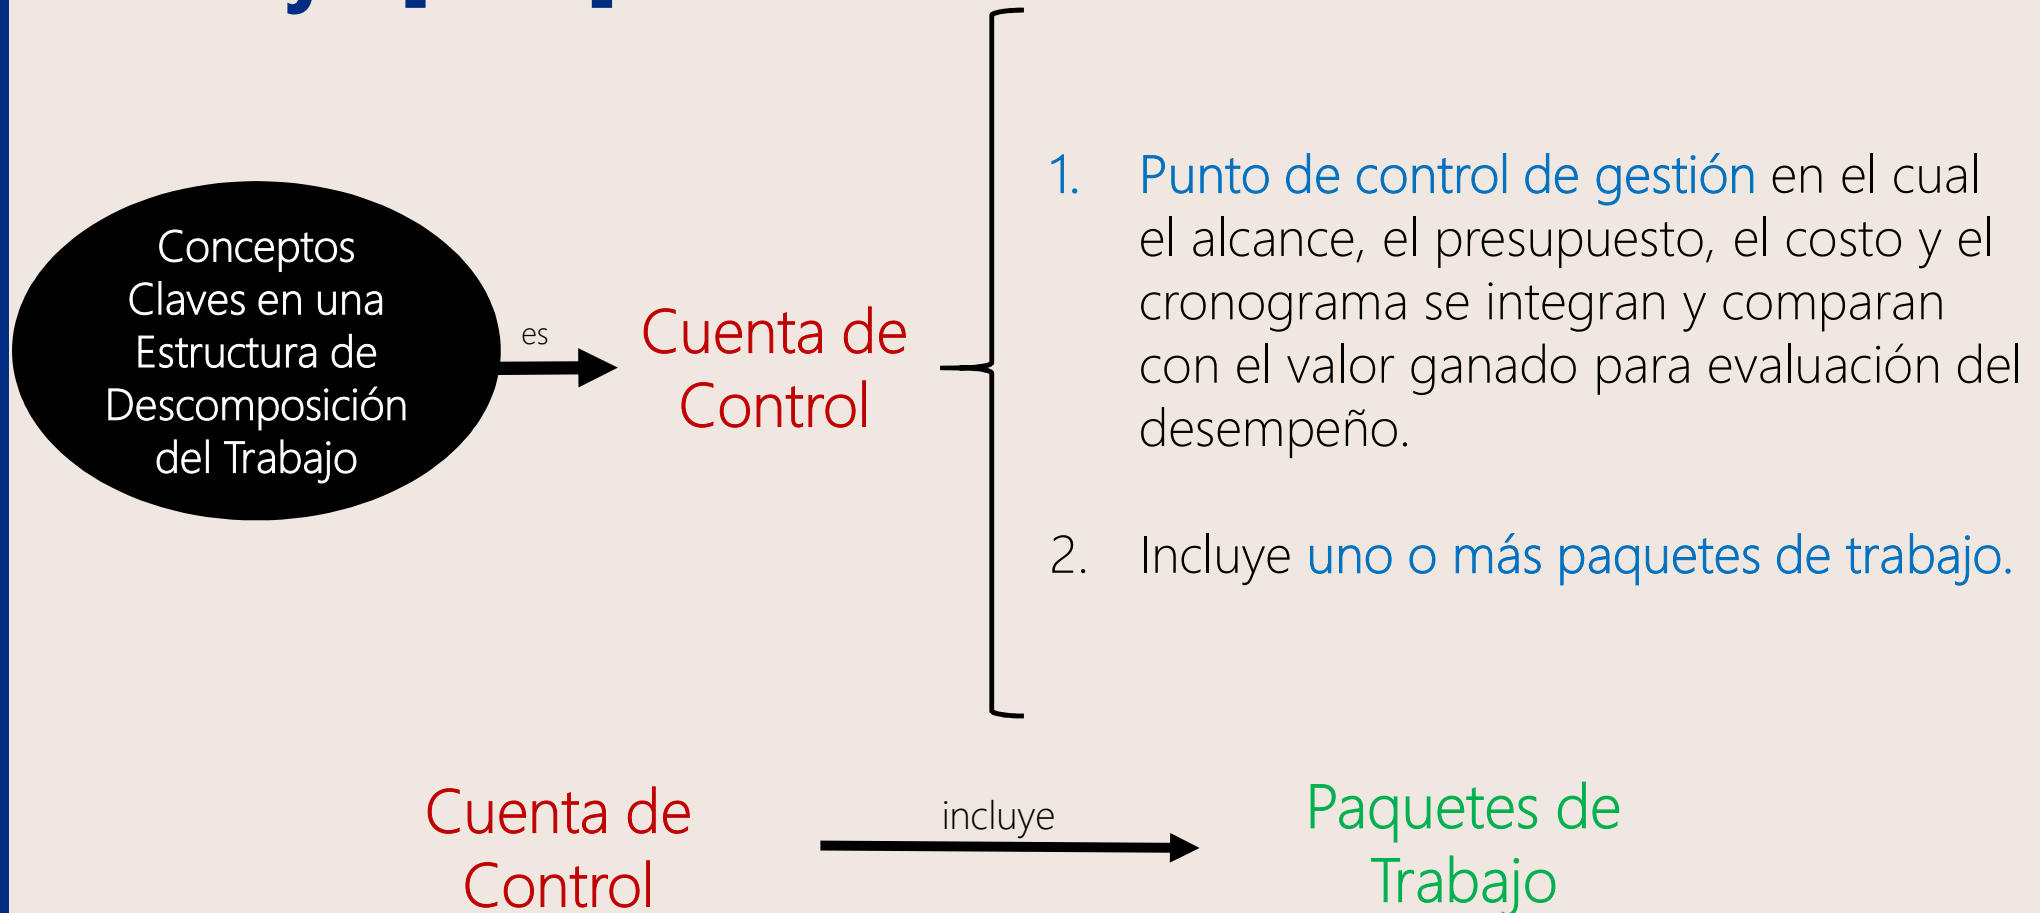 Conceptos
Claves en una
Estructura de
Descomposición
del Trabajo
es
Cuenta de
Control
1. Punto de control de gestión en el cual
el alcance, el presupuesto, el costo y el
cronograma se integran y comparan
con el valor ganado para evaluación del
desempeño.
2. Incluye uno o más paquetes de trabajo.
Cuenta de
Control
incluye
Paquetes de
Trabajo